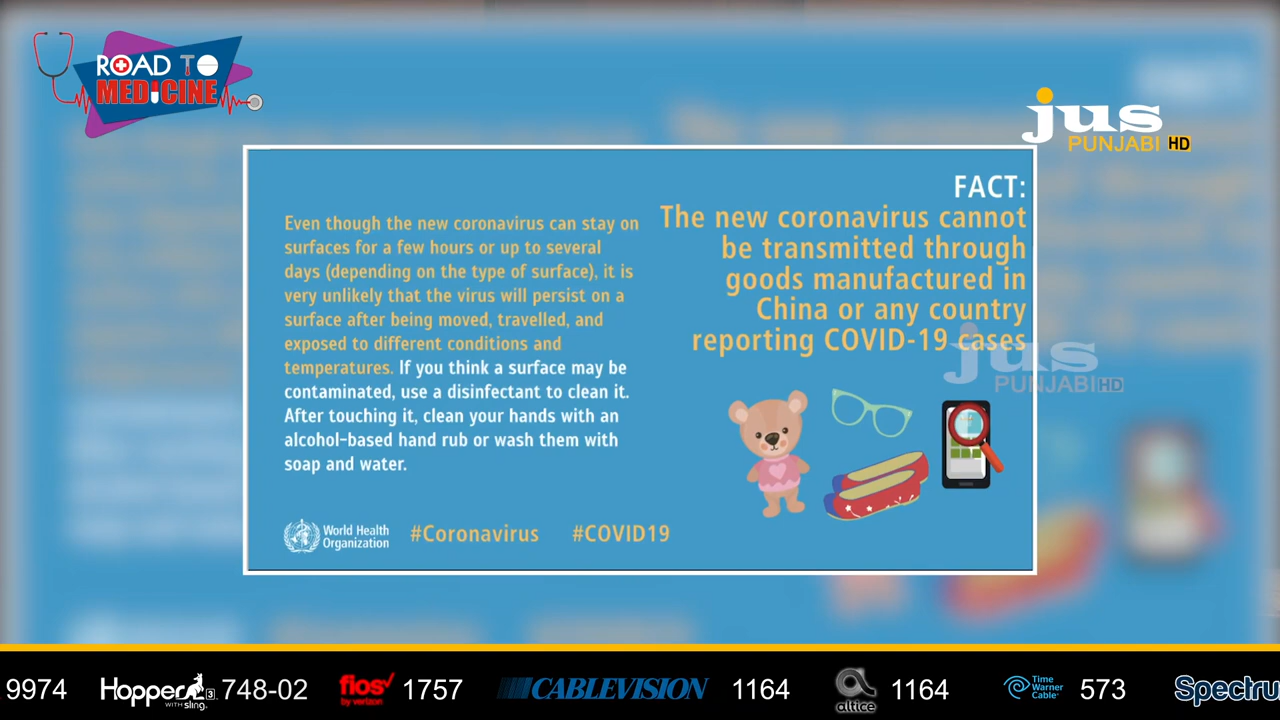 ROAD TO
MEDICINE
jus
PUNJABI HD
FACT:
The new coronavirus cannot
be transmitted through
goods manufactured in
China or any country
reporting COVID-19 cases
Even though the new coronavirus can stay on
surfaces for a few hours or up to several
days (depending on the type of surface), it is
very unlikely that the virus will persist on a
surface after being moved, travelled, and
exposed to different conditions and
temperatures. If you think a surface may be
contaminated, use a disinfectant to clean it.
After touching it, clean your hands with an
alcohol-based hand rub or wash them with
soap and water.
jus
PUNJABI HD
World Health
Organization
#Coronavirus #COVID19
9974 Hopper 3 WITH sling 748-02 fios by verizon 1757 CABLEVISION 1164 altice 1164 Time Warner Cable 573 Spectru